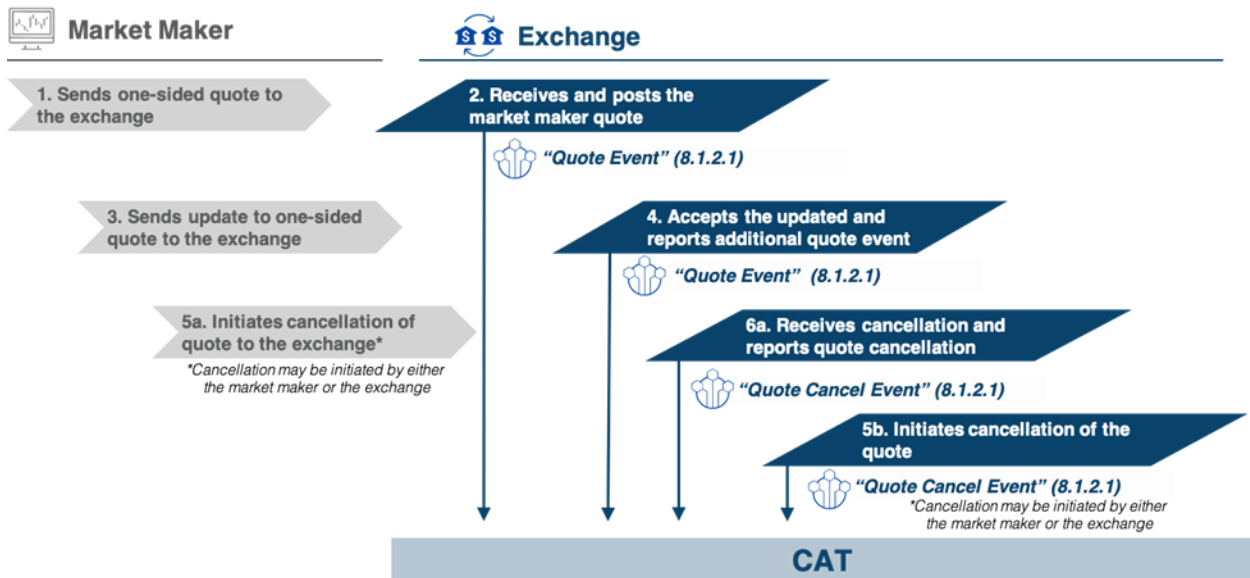 Market Maker
Exchange
1. Sends one-sided quote to
the exchange
2. Receives and posts the
market maker quote
“Quote Event” (8.1.2.1)
3. Sends update to one-sided
quote to the exchange
4. Accepts the updated and
reports additional quote event
“Quote Event” (8.1.2.1)
5a. Initiates cancellation of
quote to the exchange*
*Cancellation may be initiated by either
the market maker or the exchange
6a. Receives cancellation and
reports quote cancellation
“Quote Cancel Event” (8.1.2.1)
5b. Initiates cancellation of the
quote
“Quote Cancel Event” (8.1.2.1)
*Cancellation may be initiated by either
the market maker or the exchange
CAT